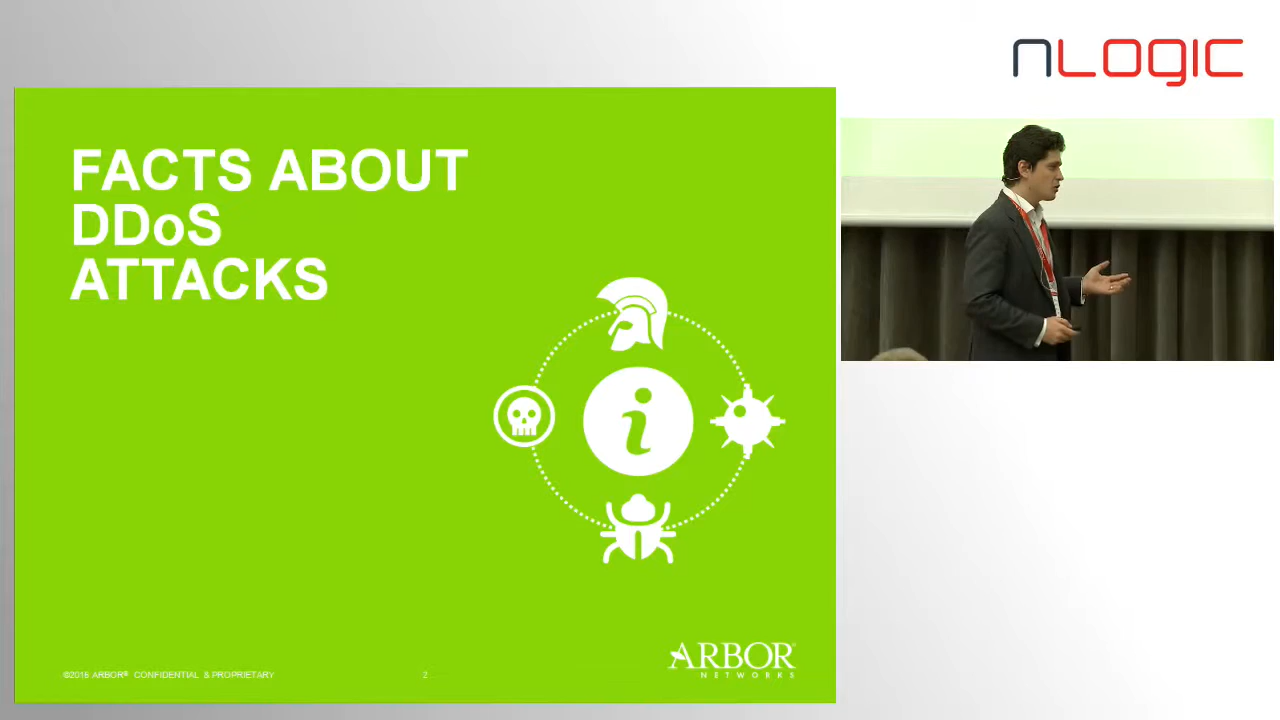 nLOGIC
FACTS ABOUT
DDoS
ATTACKS
i
©2016 ARBOR® CONFIDENTIAL & PROPRIETARY
2
ARBOR®
NETWORKS